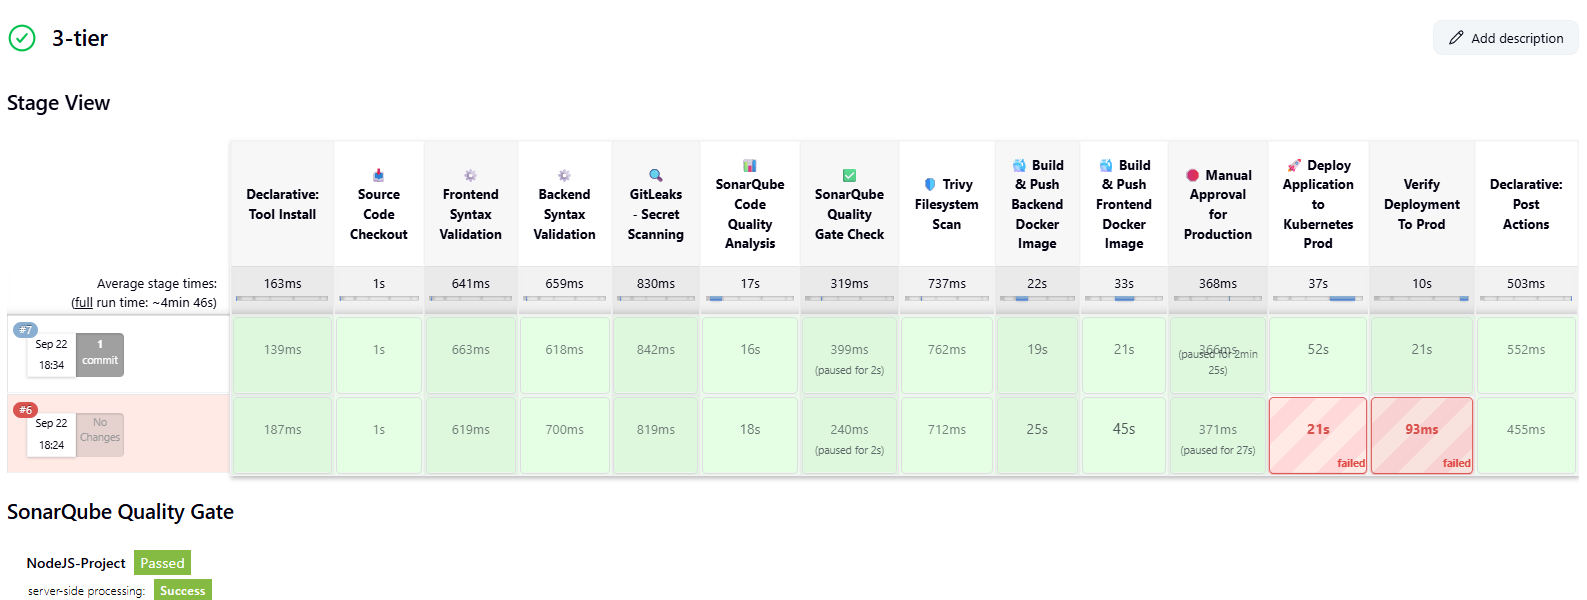 3-tier
Add description
Stage View
Declarative:
Tool Install
Source
Code
Checkout
Frontend
Syntax
Validation
Backend
Syntax
Validation
GitLeaks
- Secret
Scanning
SonarQube
Code
Quality
Analysis
SonarQube
Quality
Gate Check
Trivy
Filesystem
Scan
Build
& Push
Backend
Docker
Image
Build
& Push
Frontend
Docker
Image
Manual
Approval
for
Production
Deploy
Application
to
Kubernetes
Prod
Verify
Deployment
To Prod
Declarative:
Post
Actions
Average stage times:
(full run time: ~4min 46s)
163ms
1s
641ms
659ms
830ms
17s
319ms
737ms
22s
33s
368ms
37s
10s
503ms
#7
Sep 22
18:34
1
commit
139ms
1s
663ms
618ms
842ms
16s
399ms
(paused for 2s)
762ms
19s
21s
366ms
(paused for 2min
25s)
52s
21s
552ms
#6
Sep 22
18:24
No
Changes
187ms
1s
619ms
700ms
819ms
18s
240ms
(paused for 2s)
712ms
25s
45s
371ms
(paused for 27s)
21s
failed
93ms
failed
455ms
SonarQube Quality Gate
NodeJS-Project Passed
server-side processing: Success